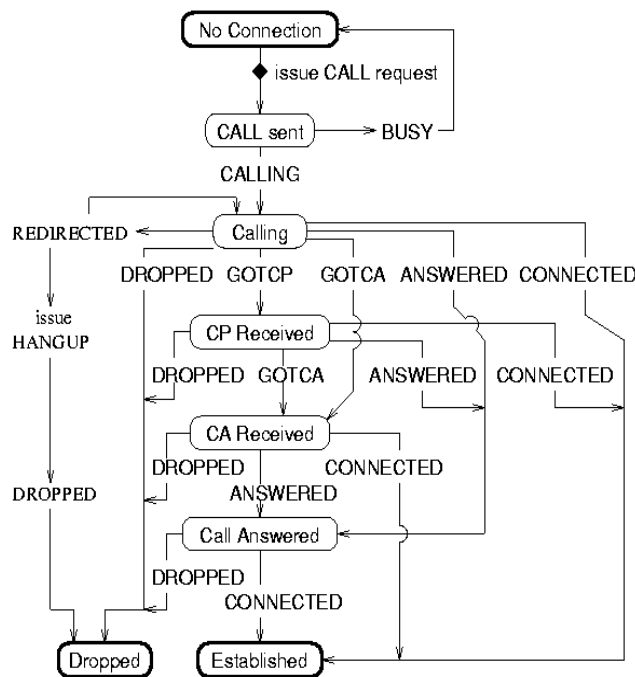 No Connection
issue CALL request
CALL sent
BUSY
CALLING
REDIRECTED
Calling
DROPPED GOTCP GOTCA ANSWERED CONNECTED
issue
HANGUP
CP Received
DROPPED GOTCA ANSWERED CONNECTED
CA Received
DROPPED CONNECTED
DROPPED
ANSWERED
Call Answered
DROPPED
CONNECTED
Dropped
Established